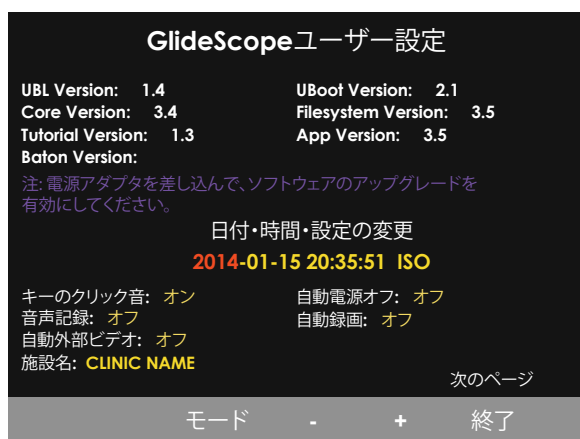 GlideScopeユーザー設定
UBL Version: 1.4
UBoot Version: 2.1
Core Version: 3.4
Filesystem Version: 3.5
Tutorial Version: 1.3
App Version: 3.5
Baton Version:
注: 電源アダプタを差し込んで、ソフトウェアのアップグレードを
有効にしてください。
日付・時間・設定の変更
2014-01-15 20:35:51 ISO
キーのクリック音: オン
自動電源オフ: オフ
音声記録: オフ
自動録画: オフ
自動外部ビデオ: オフ
施設名: CLINIC NAME
次のページ
モード - + 終了